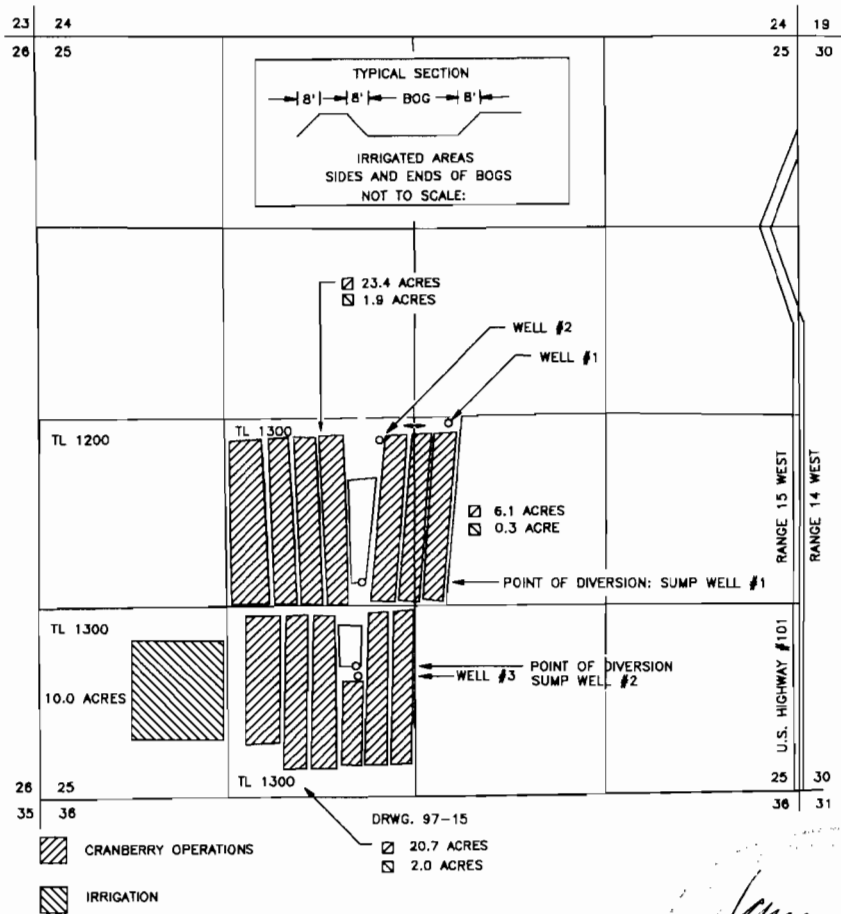 23 24
24 19
26 25
25 30
TYPICAL SECTION
8' 8' BOG 8'
IRRIGATED AREAS
SIDES AND ENDS OF BOGS
NOT TO SCALE:
23.4 ACRES
1.9 ACRES
WELL #2
WELL #1
TL 1200
TL 1300
6.1 ACRES
0.3 ACRE
RANGE 15 WEST
RANGE 14 WEST
POINT OF DIVERSION: SUMP WELL #1
TL 1300
10.0 ACRES
POINT OF DIVERSION
WELL #3
SUMP WELL #2
U.S. HIGHWAY #101
TL 1300
26 25
25 30
35 36
36 31
DRWG. 97-15
CRANBERRY OPERATIONS
20.7 ACRES
2.0 ACRES
IRRIGATION